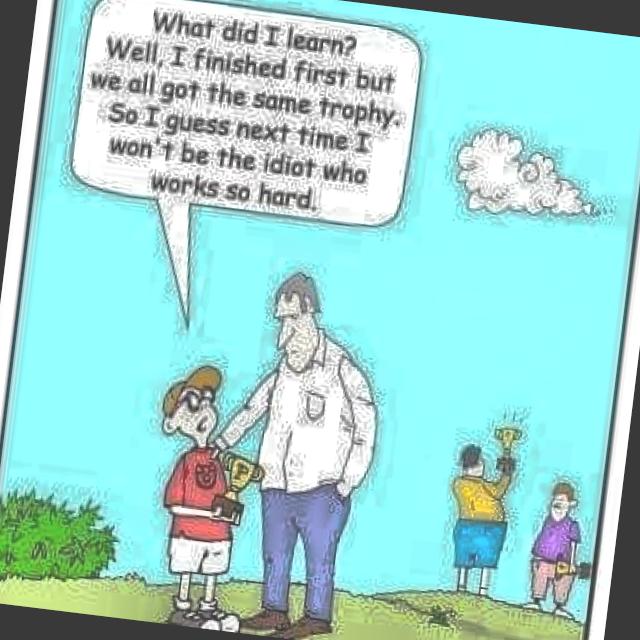 What did I learn?
Well, I finished first but
we all got the same trophy.
So I guess next time I
won't be the idiot who
works so hard.